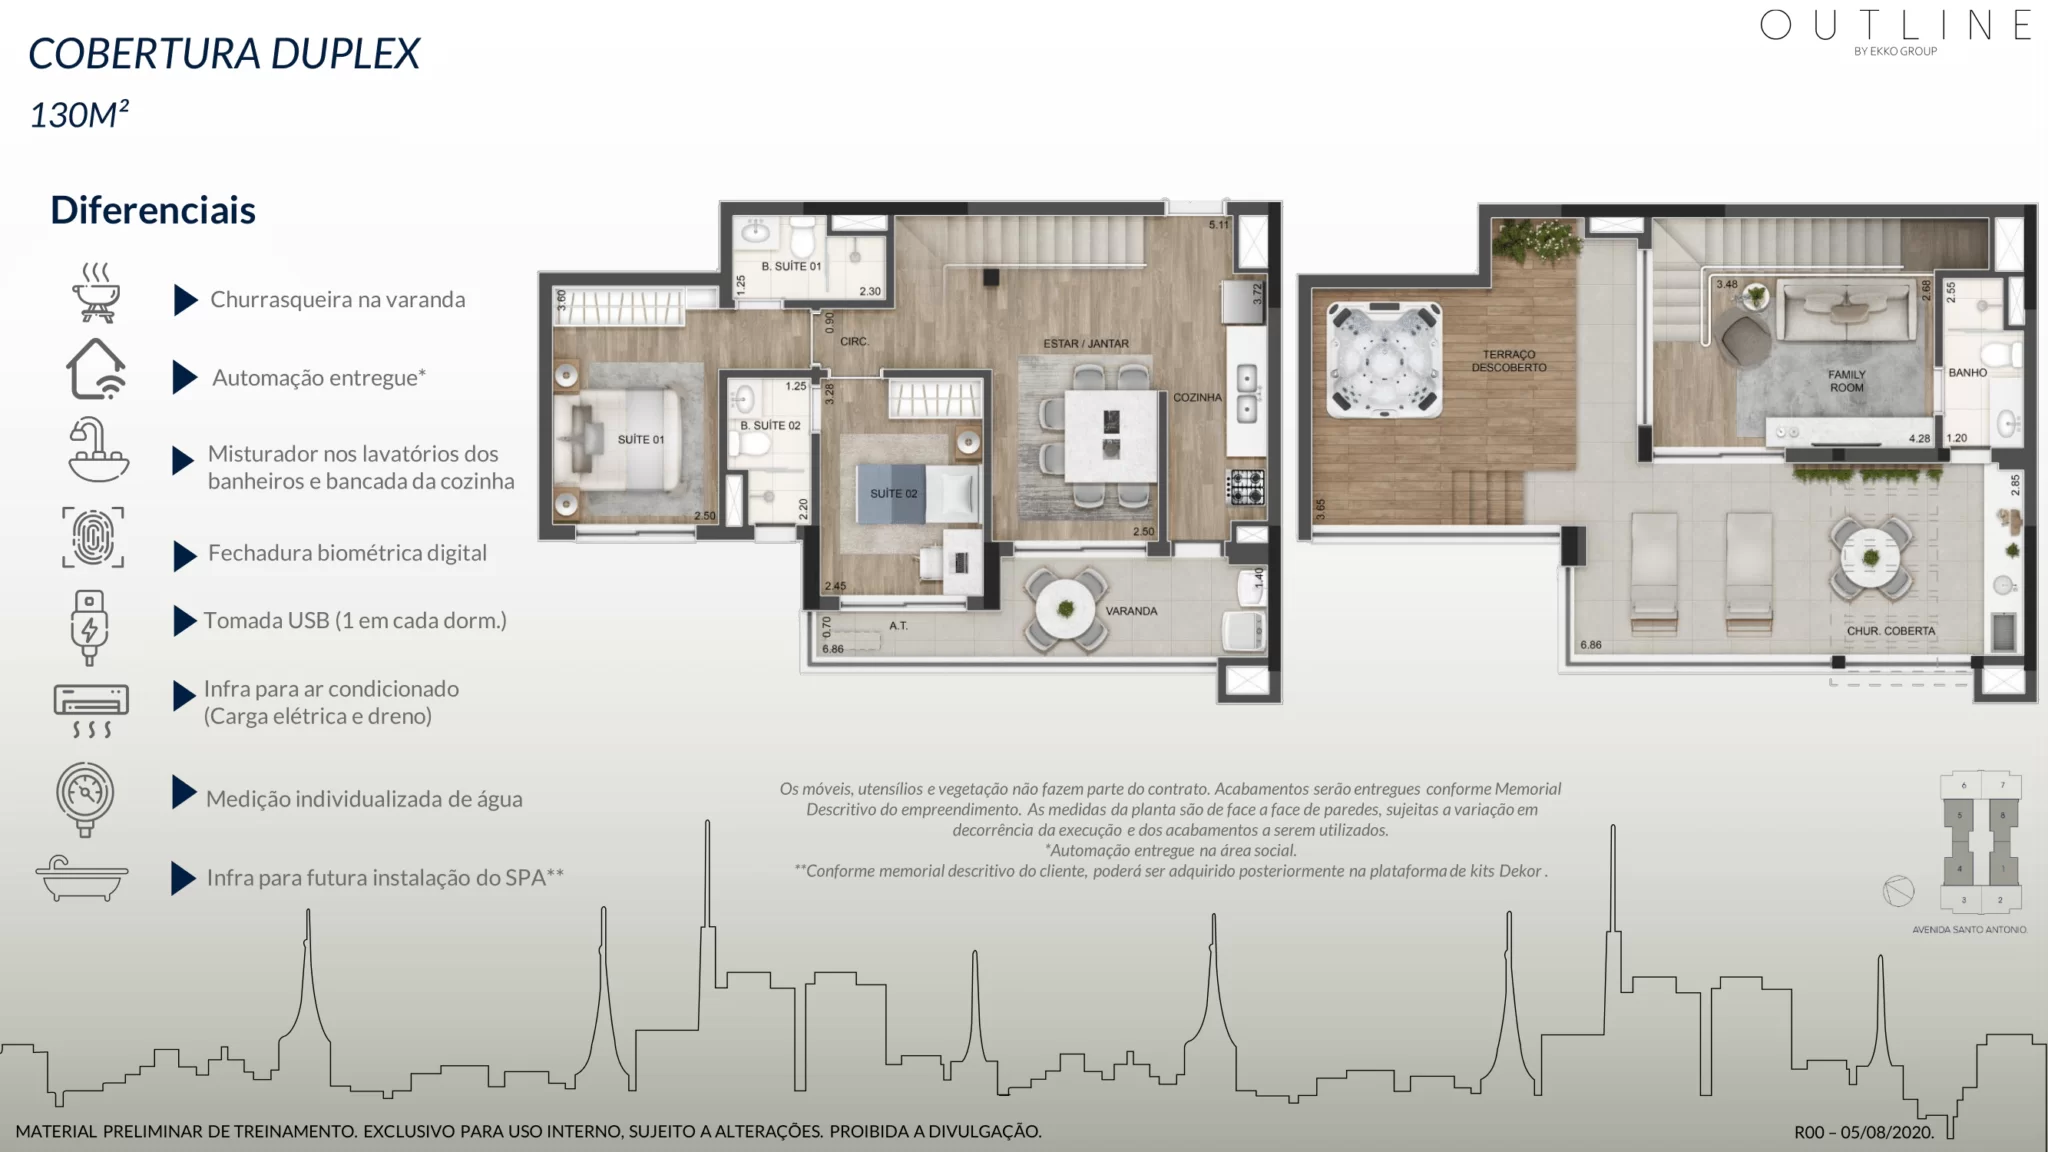 COBERTURA DUPLEX
130M²
OUTLINE
BY EKKO GROUP
Diferenciais
Churrasqueira na varanda
Automação entregue*
Misturador nos lavatórios dos
banheiros e bancada da cozinha
Fechadura biométrica digital
Tomada USB (1 em cada dorm.)
Infra para ar condicionado
(Carga elétrica e dreno)
Medição individualizada de água
Infra para futura instalação do SPA**
B. SUÍTE 01
1.25
2.30
5.11
3.60
0.90
CIRC.
3.72
ESTAR / JANTAR
1.25
3.28
COZINHA
B. SUÍTE 02
SUÍTE 01
SUÍTE 02
2.50
2.20
2.50
2.45
1.40
VARANDA
0.70
A.T.
6.86
3.48
2.68
2.55
TERRAÇO
DESCOBERTO
FAMILY
ROOM
BANHO
4.28
1.20
3.65
2.85
CHUR. COBERTA
6.86
Os móveis, utensílios e vegetação não fazem parte do contrato. Acabamentos serão entregues conforme Memorial
Descritivo do empreendimento. As medidas da planta são de face a face de paredes, sujeitas a variação em
decorrência da execução e dos acabamentos a serem utilizados.
*Automação entregue na área social.
**Conforme memorial descritivo do cliente, poderá ser adquirido posteriormente na plataforma de kits Dekor .
6 7
5 8
4 1
3 2
AVENIDA SANTO ANTONIO.
MATERIAL PRELIMINAR DE TREINAMENTO. EXCLUSIVO PARA USO INTERNO, SUJEITO A ALTERAÇÕES. PROIBIDA A DIVULGAÇÃO.
R00 – 05/08/2020.